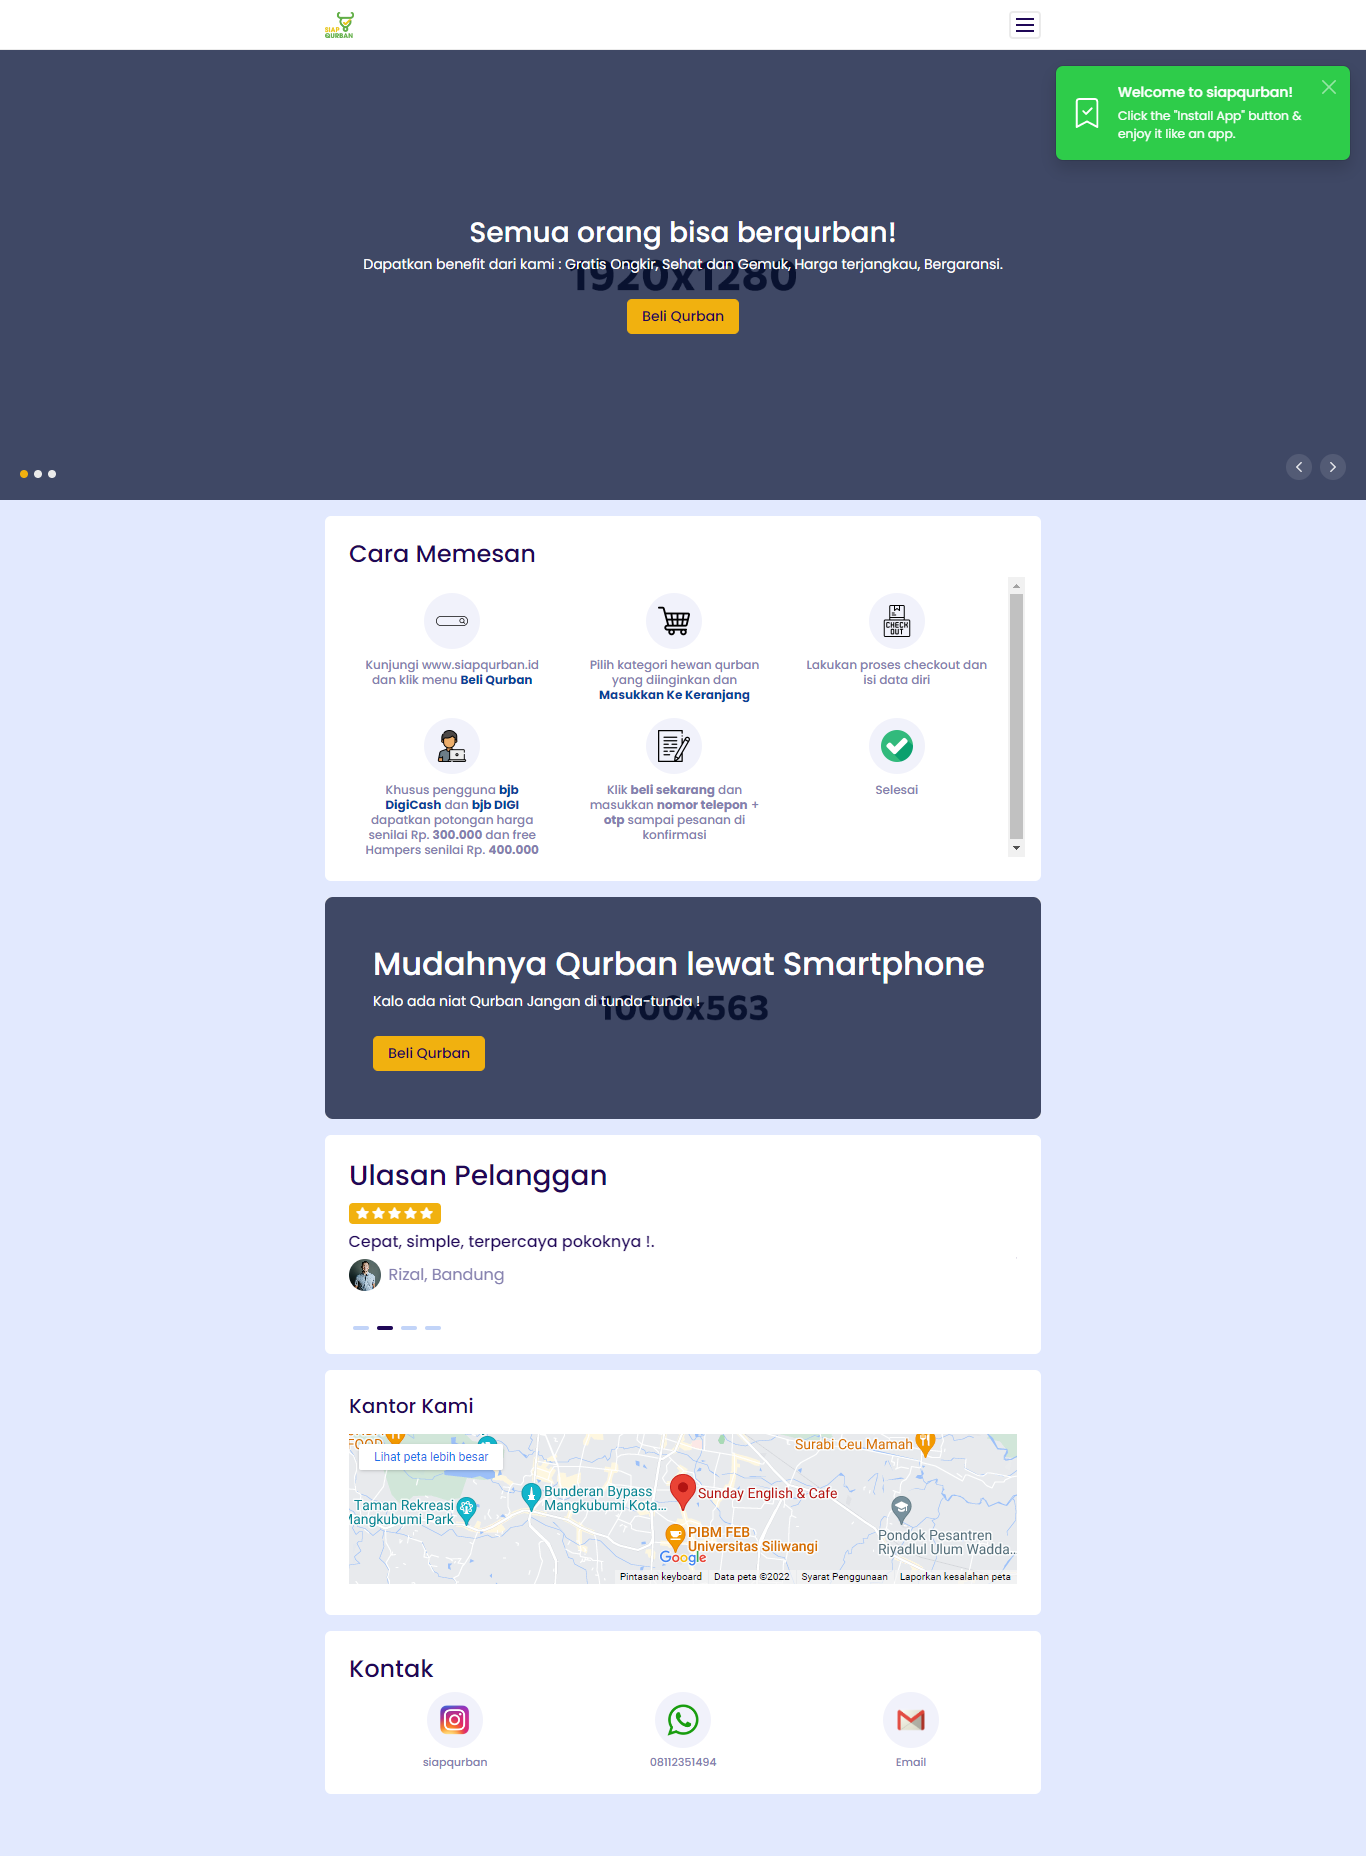 SIAP
QURBAN
Welcome to siapqurban!
Click the "Install App" button &
enjoy it like an app.
Semua orang bisa berqurban!
Dapatkan benefit dari kami : Gratis Ongkir, Sehat dan Gemuk, Harga terjangkau, Bergaransi.
1920x1280
Beli Qurban
Cara Memesan
CHECK
OUT
Kunjungi www.siapqurban.id
dan klik menu Beli Qurban
Pilih kategori hewan qurban
yang diinginkan dan
Masukkan Ke Keranjang
Lakukan proses checkout dan
isi data diri
Khusus pengguna bjb
DigiCash dan bjb DIGI
dapatkan potongan harga
senilai Rp. 300.000 dan free
Hampers senilai Rp. 400.000
Klik beli sekarang dan
masukkan nomor telepon +
otp sampai pesanan di
konfirmasi
Selesai
Mudahnya Qurban lewat Smartphone
Kalo ada niat Qurban Jangan di tunda-tunda !
1000x563
Beli Qurban
Ulasan Pelanggan
Cepat, simple, terpercaya pokoknya !.
Rizal, Bandung
Kantor Kami
FOOD
Lihat peta lebih besar
Surabi Ceu Mamah
Bunderan Bypass
Mangkubumi Kota...
Sunday English & Cafe
Taman Rekreasi
Mangkubumi Park
PIBM FEB
Universitas Siliwangi
Pondok Pesantren
Riyadlul Ulum Wadda...
Google
Pintasan keyboard
Data peta ©2022
Syarat Penggunaan
Laporkan kesalahan peta
Kontak
siapqurban
08112351494
Email